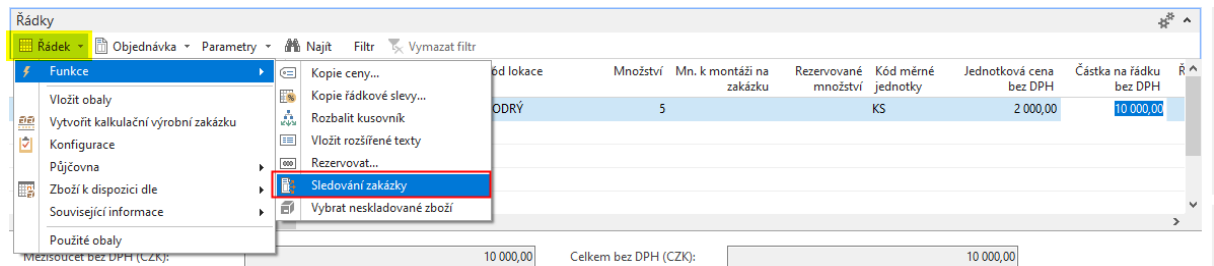 Řádky
Řádek Objednávka Parametry Najít Filtr Vymazat filtr
Funkce
Vložit obaly
Vytvořit kalkulační výrobní zakázku
Konfigurace
Půjčovna
Zboží k dispozici dle
Související informace
Použité obaly
Kopie ceny...
Kopie řádkové slevy...
Rozbalit kusovník
Vložit rozšířené texty
Rezervovat...
Sledování zakázky
Vybrat neskladované zboží
ód lokace Množství Mn. k montáži na zakázku Rezervované množství Kód měrné jednotky Jednotková cena bez DPH Částka na řádku bez DPH Ř
ODRÝ 5 KS 2 000,00 10 000,00
Mezisoučet bez DPH (CZK): 10 000,00 Celkem bez DPH (CZK): 10 000,00